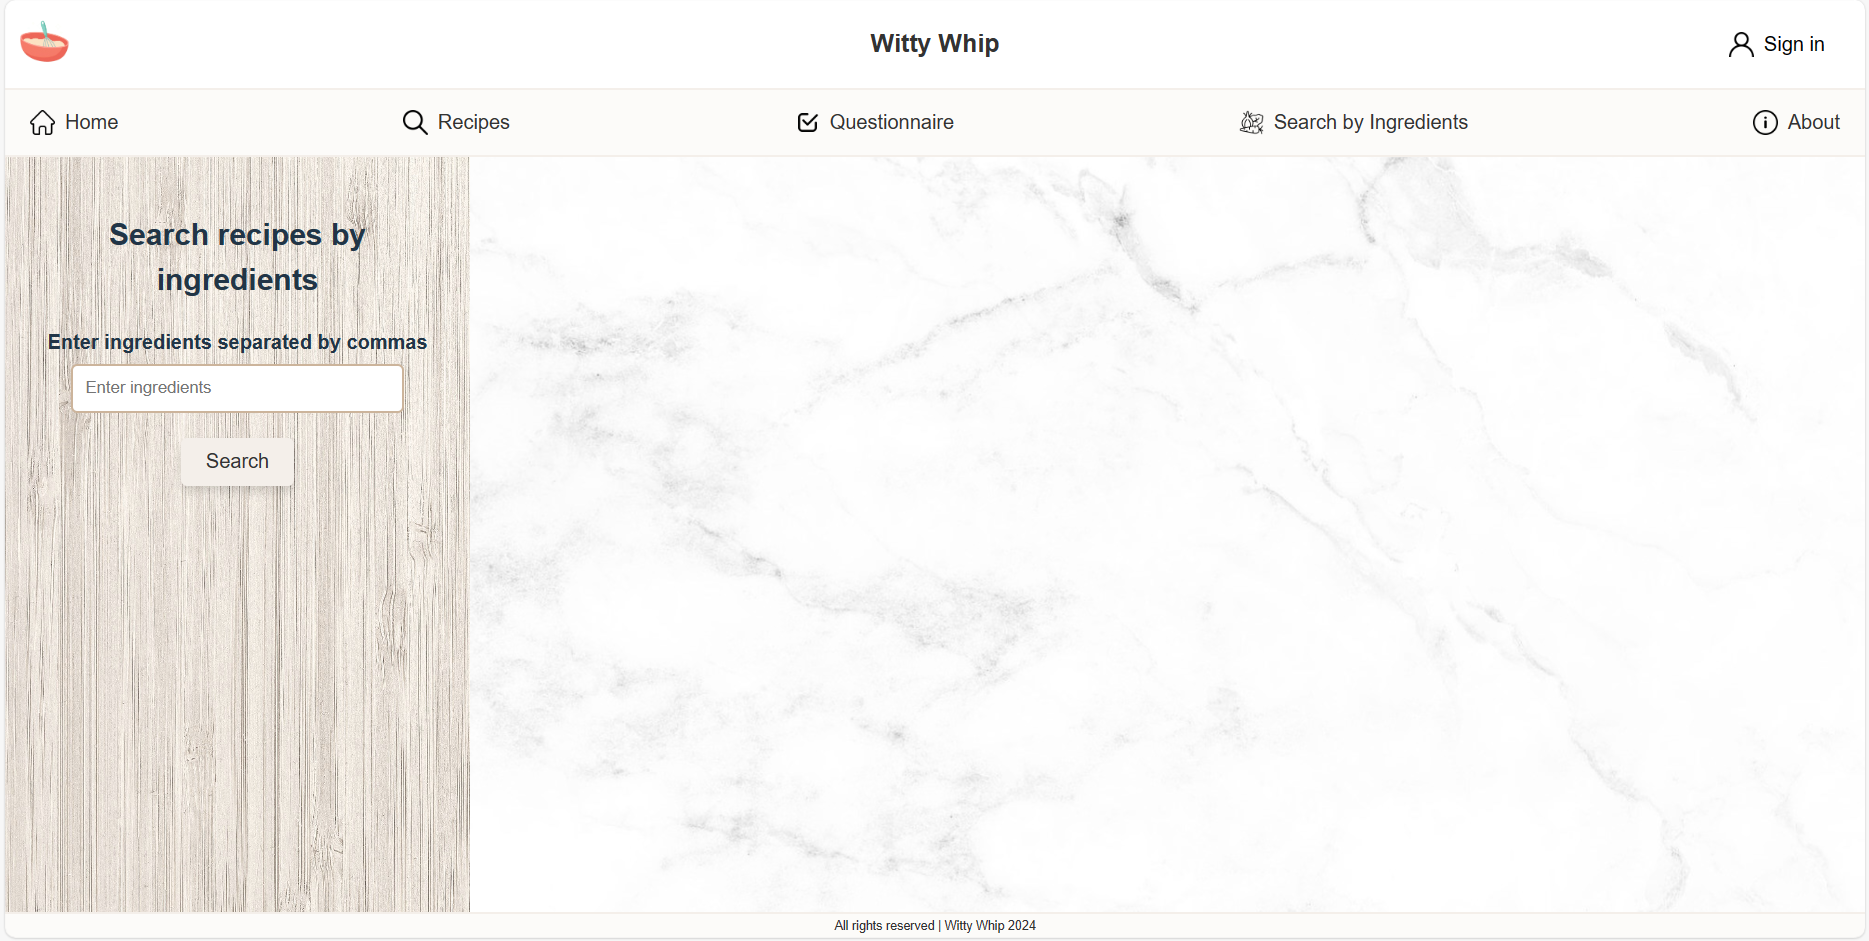 Witty Whip
Sign in
Home
Recipes
Questionnaire
Search by Ingredients
About
Search recipes by
ingredients
Enter ingredients separated by commas
Enter ingredients
Search
All rights reserved | Witty Whip 2024